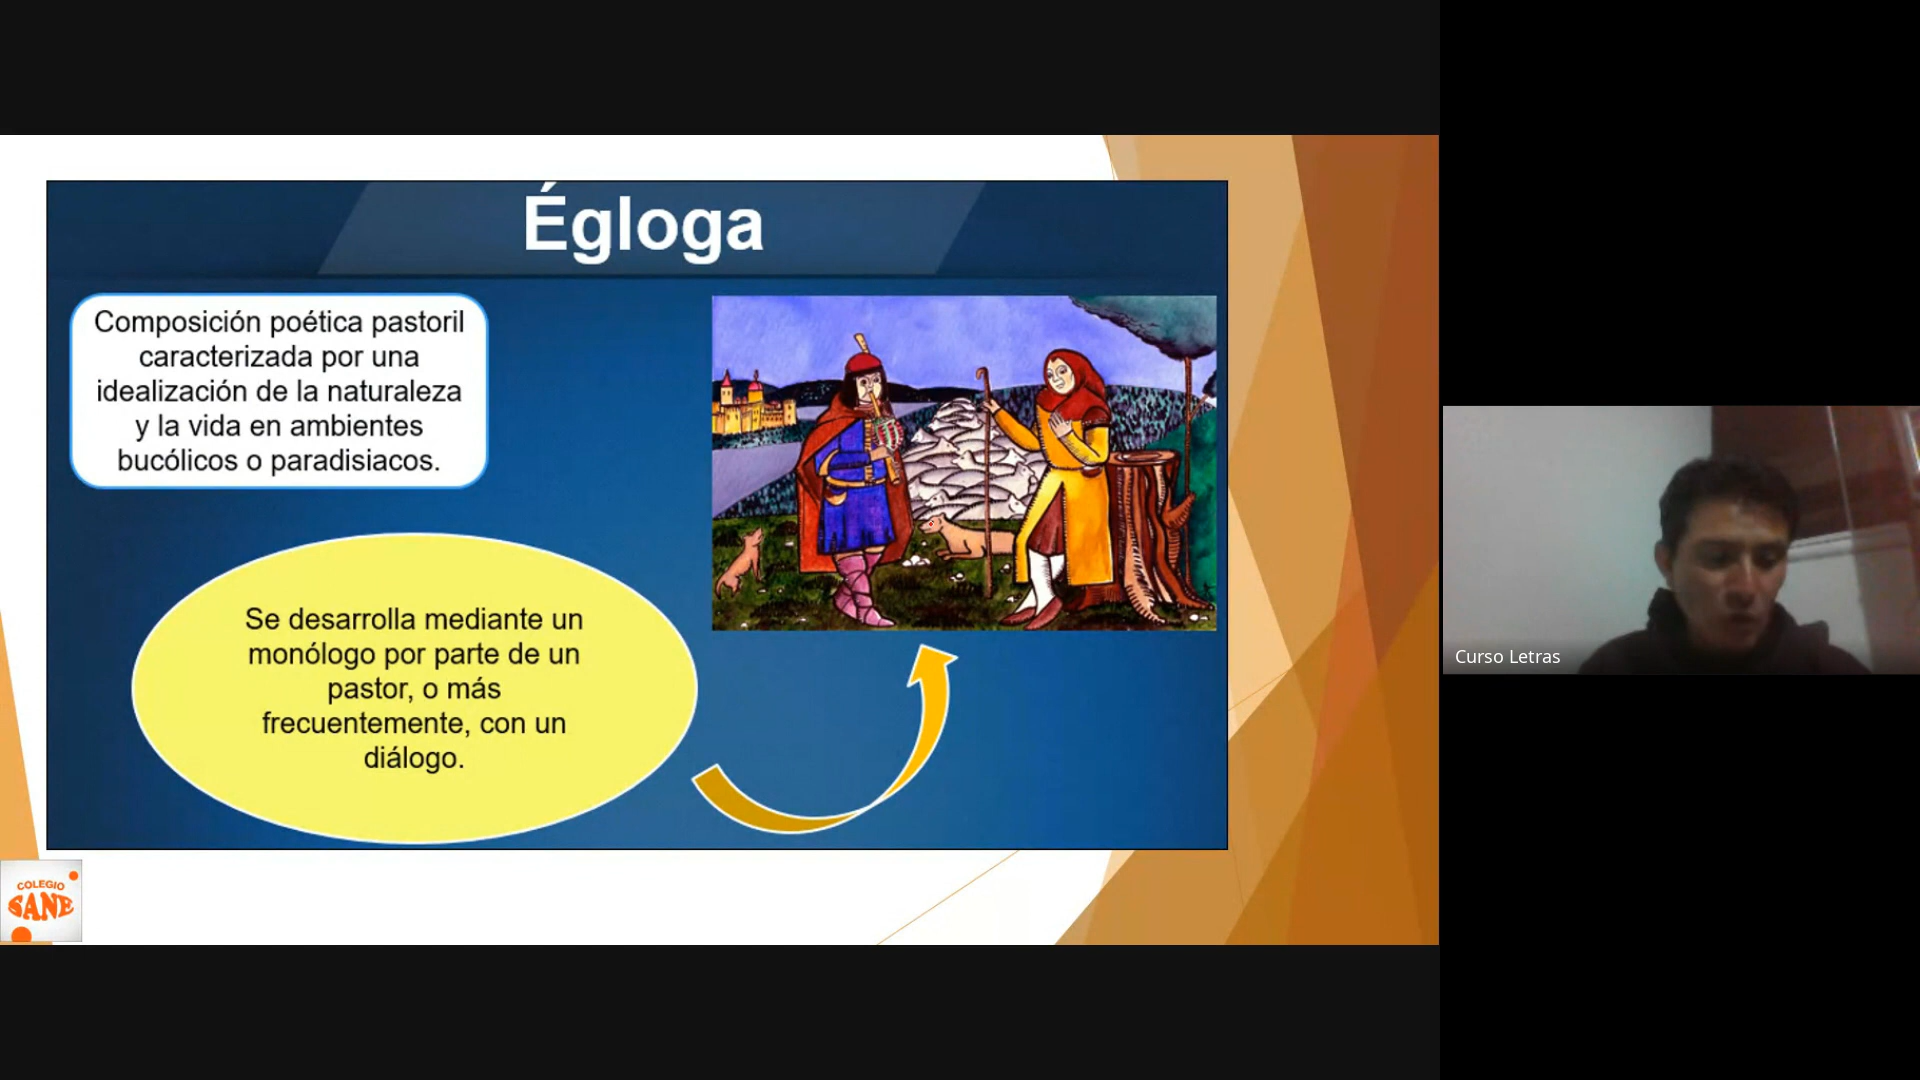 Égloga
Composición poética pastoril
caracterizada por una
idealización de la naturaleza
y la vida en ambientes
bucólicos o paradisiacos.
Se desarrolla mediante un
monólogo por parte de un
pastor, o más
frecuentemente, con un
diálogo.
COLEGIO
SANE
Curso Letras